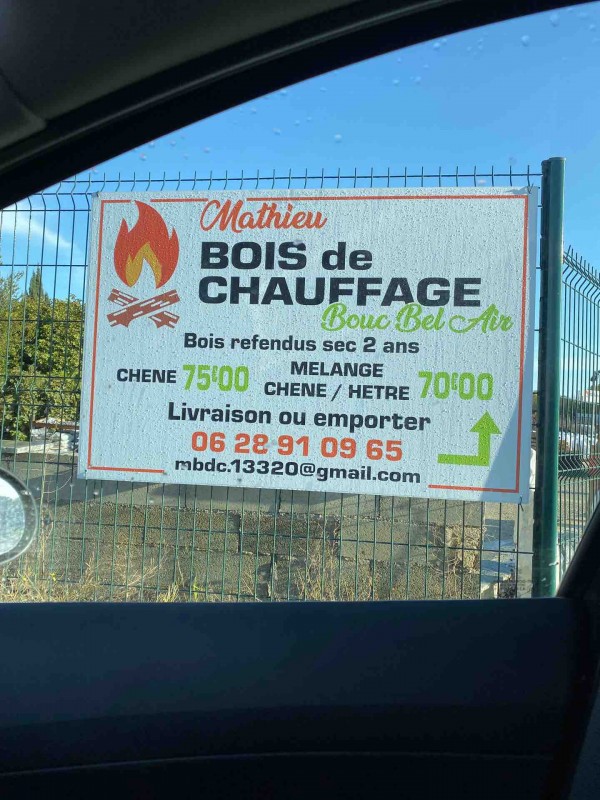 Mathieu
BOIS de
CHAUFFAGE
Bouc Bel Air
Bois refendus sec 2 ans
CHENE 75€00 MELANGE CHENE / HETRE 70€00
Livraison ou emporter
06 28 91 09 65
mbdc.13320@gmail.com